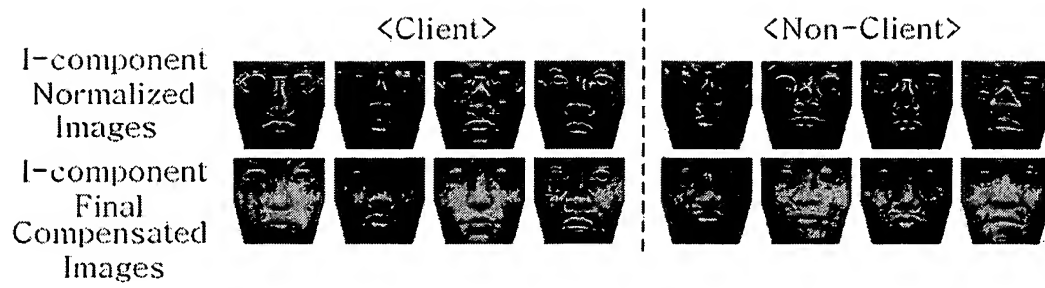 <Client>
<Non-Client>
I-component
Normalized
Images
I-component
Final
Compensated
Images